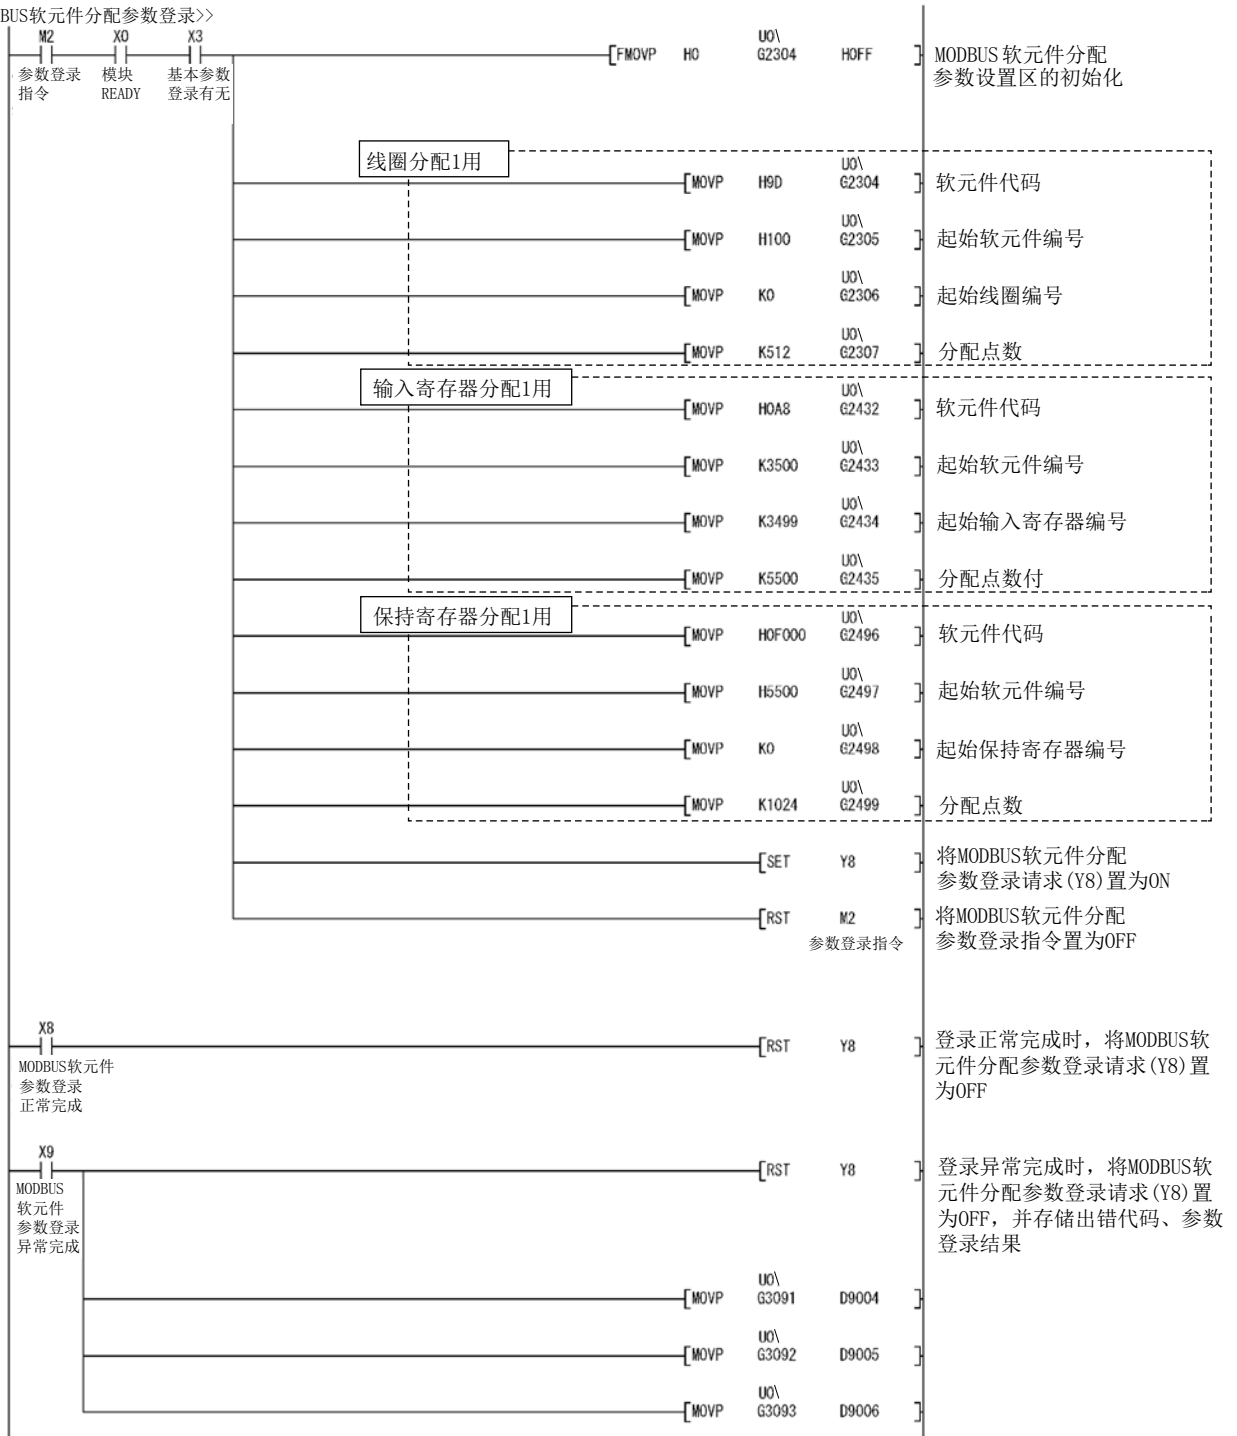 BUS软元件分配参数登录>>
M2 X0 X3
参数登录 模块 基本参数
指令 READY 登录有无
U0\
FMOVP H0 G2304 H0FF
MODBUS 软元件分配
参数设置区的初始化
线圈分配1用
U0\
MOVP H9D G2304 软元件代码
U0\
MOVP H100 G2305 起始软元件编号
U0\
MOVP K0 G2306 起始线圈编号
U0\
MOVP K512 G2307 分配点数
输入寄存器分配1用
U0\
MOVP H0A8 G2432 软元件代码
U0\
MOVP K3500 G2433 起始软元件编号
U0\
MOVP K3499 G2434 起始输入寄存器编号
U0\
MOVP K5500 G2435 分配点数付
保持寄存器分配1用
U0\
MOVP H0F000 G2496 软元件代码
U0\
MOVP H5500 G2497 起始软元件编号
U0\
MOVP K0 G2498 起始保持寄存器编号
U0\
MOVP K1024 G2499 分配点数
SET Y8
将MODBUS软元件分配
参数登录请求(Y8)置为ON
RST M2
参数登录指令
将MODBUS软元件分配
参数登录指令置为OFF
X8
MODBUS软元件
参数登录
正常完成
RST Y8
登录正常完成时，将MODBUS软
元件分配参数登录请求(Y8)置
为OFF
X9
MODBUS
软元件
参数登录
异常完成
RST Y8
登录异常完成时，将MODBUS软
元件分配参数登录请求(Y8)置
为OFF，并存储出错代码、参数
登录结果
U0\
MOVP G3091 D9004
U0\
MOVP G3092 D9005
U0\
MOVP G3093 D9006